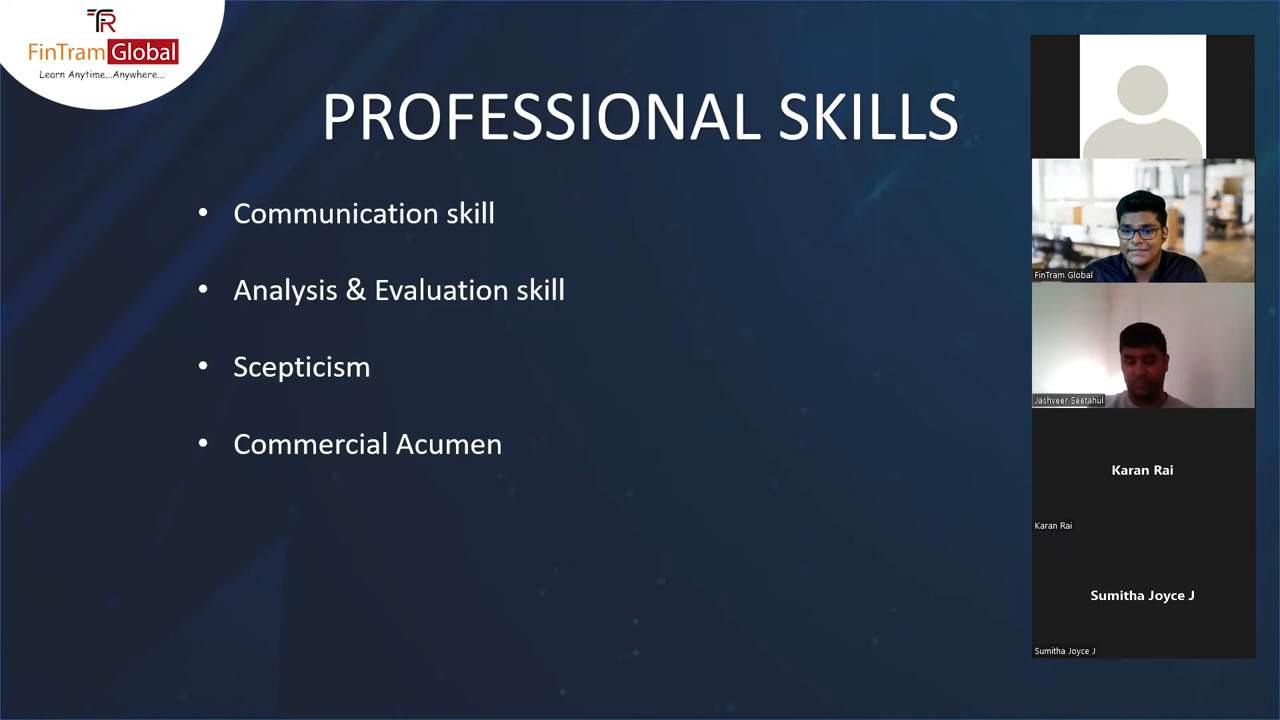 TR
FinTram Global
Learn Anytime...Anywhere...
PROFESSIONAL SKILLS
• Communication skill
• Analysis & Evaluation skill
• Scepticism
• Commercial Acumen
FinTram Global
Jashveer Seetahul
Karan Rai
Karan Rai
Sumitha Joyce J
Sumitha Joyce J